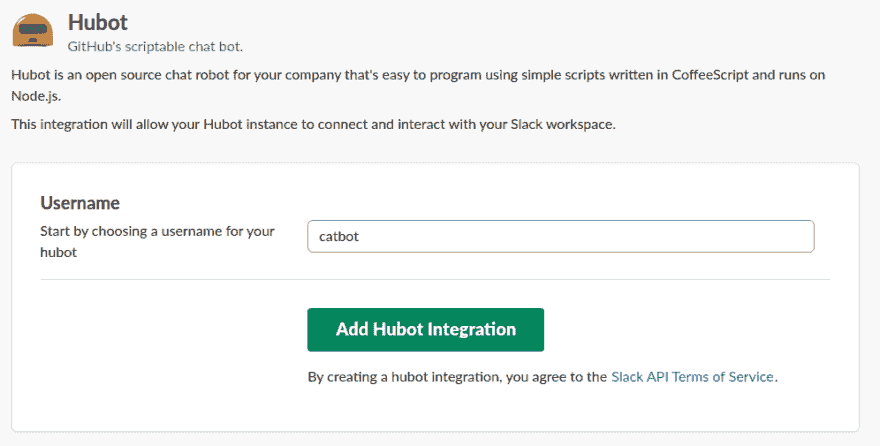 Hubot
GitHub's scriptable chat bot.
Hubot is an open source chat robot for your company that's easy to program using simple scripts written in CoffeeScript and runs on
Node.js.
This integration will allow your Hubot instance to connect and interact with your Slack workspace.
Username
Start by choosing a username for your
hubot
catbot
Add Hubot Integration
By creating a hubot integration, you agree to the Slack API Terms of Service.